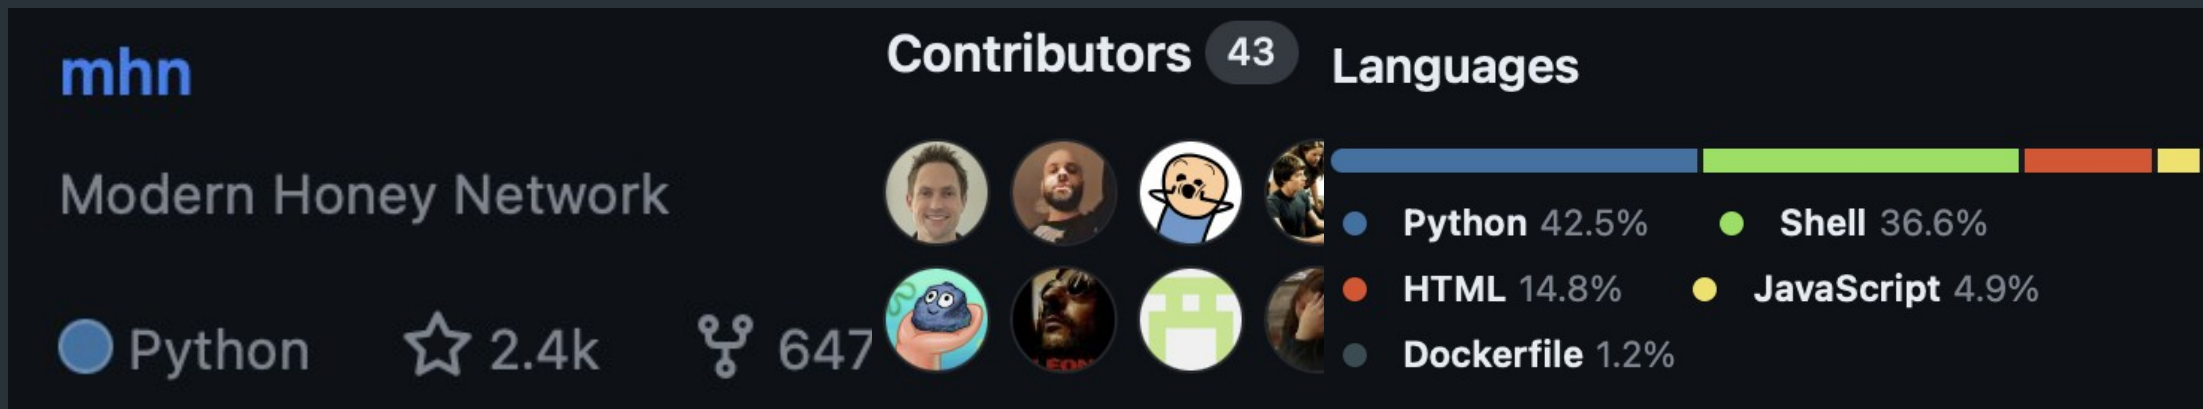 mhn
Modern Honey Network
Python 2.4k 647
Contributors 43
LEON
Languages
Python 42.5% Shell 36.6%
HTML 14.8% JavaScript 4.9%
Dockerfile 1.2%